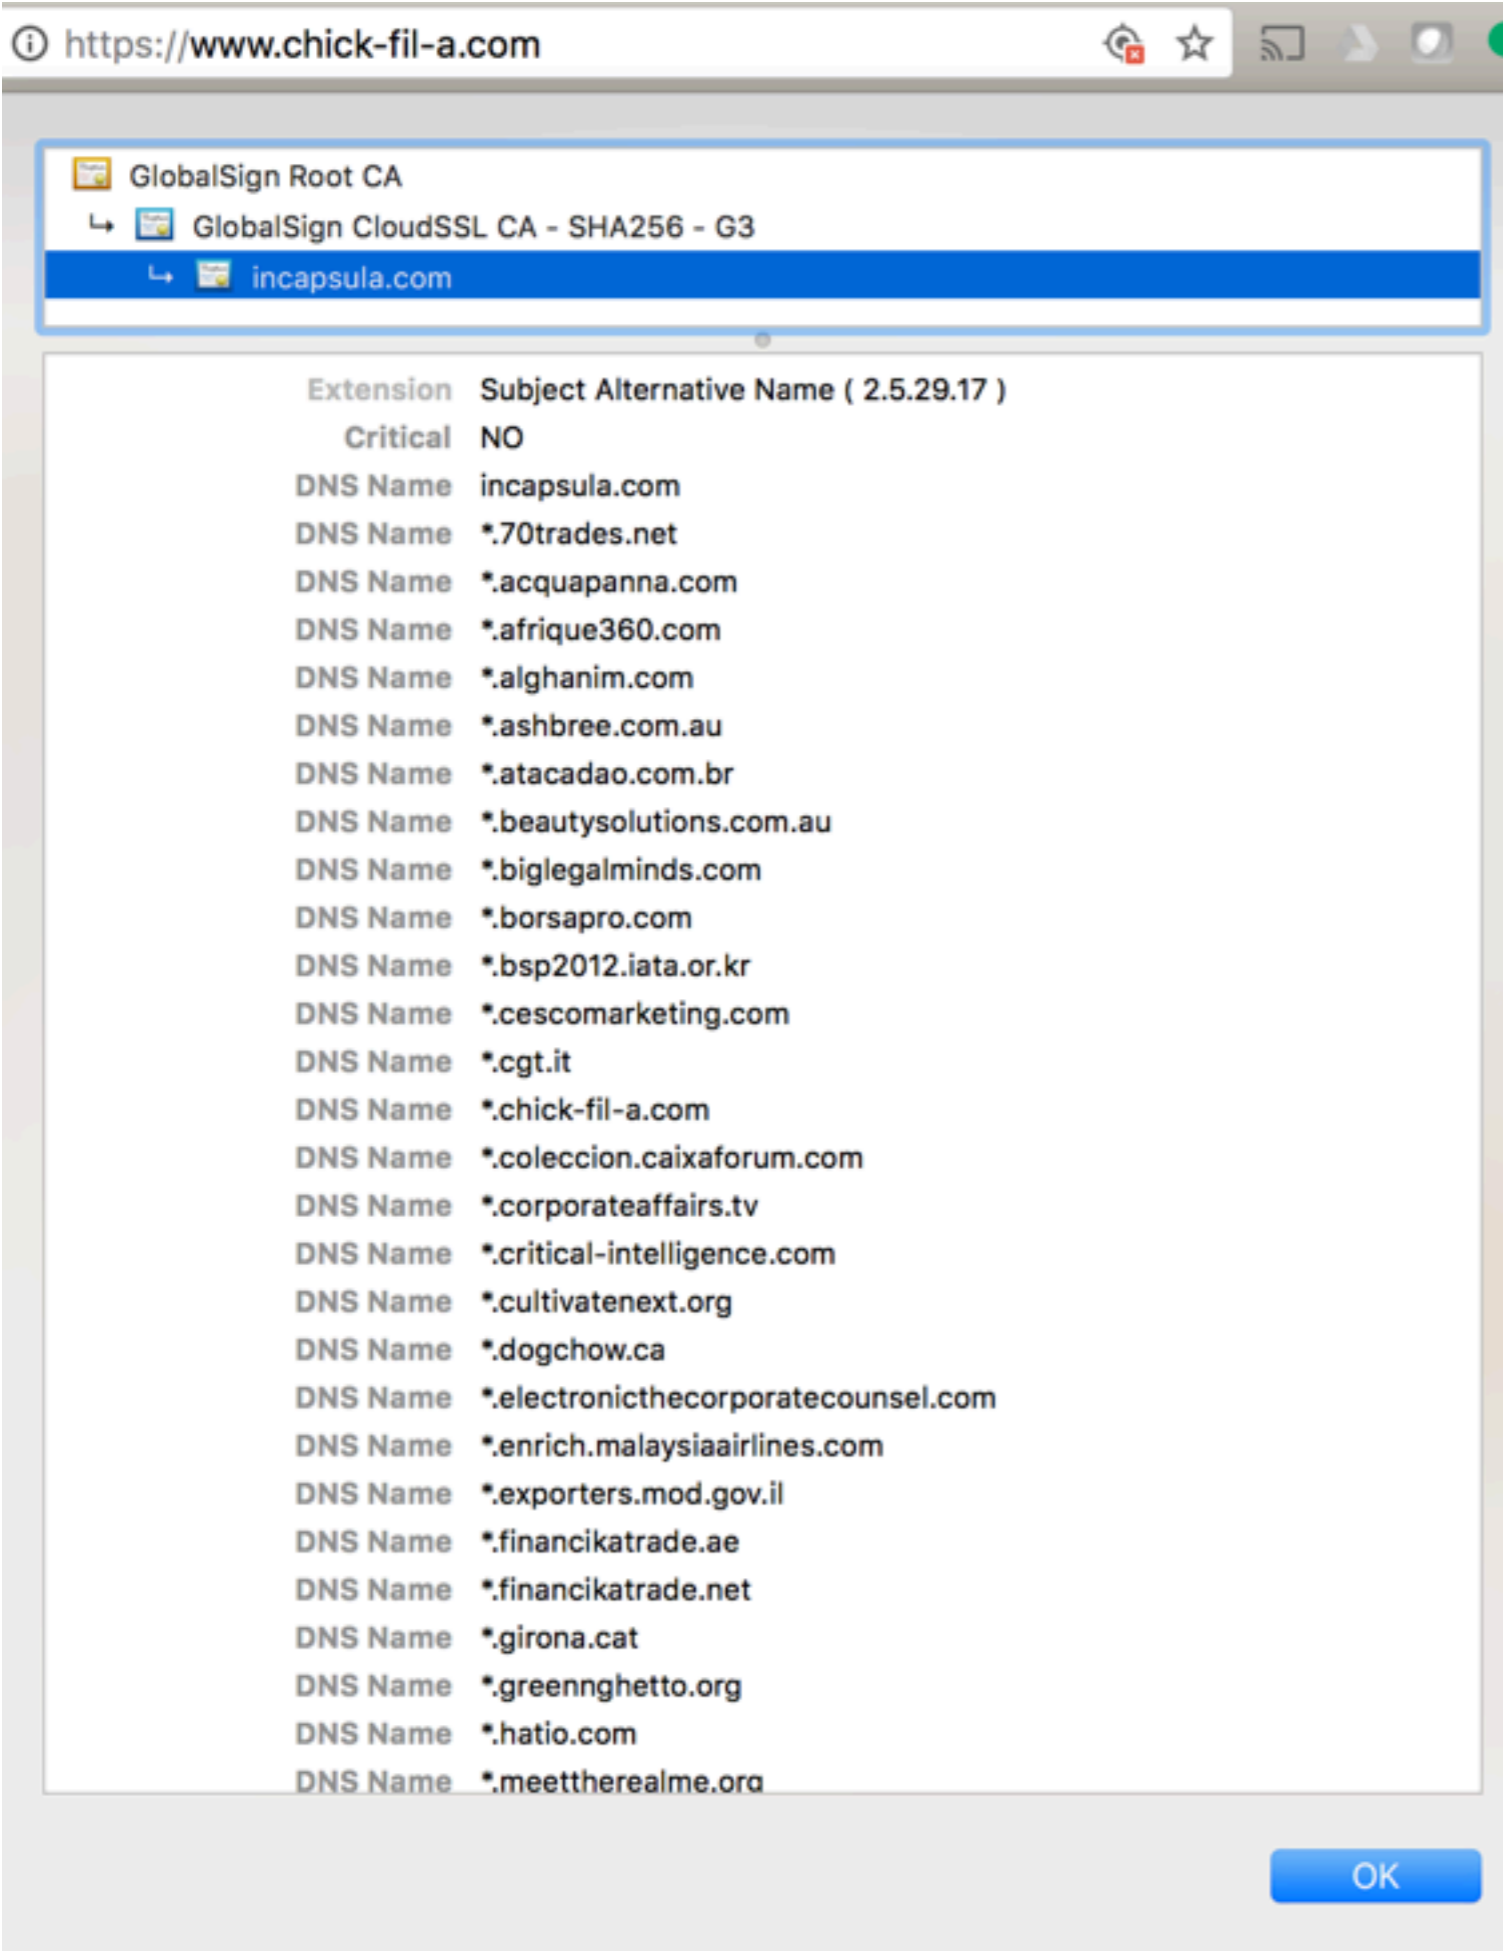 https://www.chick-fil-a.com
GlobalSign Root CA
GlobalSign CloudSSL CA - SHA256 - G3
incapsula.com
Extension Subject Alternative Name ( 2.5.29.17 )
Critical NO
DNS Name incapsula.com
DNS Name *.70trades.net
DNS Name *.acquapanna.com
DNS Name *.afrique360.com
DNS Name *.alghanim.com
DNS Name *.ashbree.com.au
DNS Name *.atacadao.com.br
DNS Name *.beautysolutions.com.au
DNS Name *.biglegalminds.com
DNS Name *.borsapro.com
DNS Name *.bsp2012.iata.or.kr
DNS Name *.cescomarketing.com
DNS Name *.cgt.it
DNS Name *.chick-fil-a.com
DNS Name *.coleccion.caixaforum.com
DNS Name *.corporateaffairs.tv
DNS Name *.critical-intelligence.com
DNS Name *.cultivatenext.org
DNS Name *.dogchow.ca
DNS Name *.electronicthecorporatecounsel.com
DNS Name *.enrich.malaysiaairlines.com
DNS Name *.exporters.mod.gov.il
DNS Name *.financikatrade.ae
DNS Name *.financikatrade.net
DNS Name *.girona.cat
DNS Name *.greennghetto.org
DNS Name *.hatio.com
DNS Name *.meettherealme.org
OK